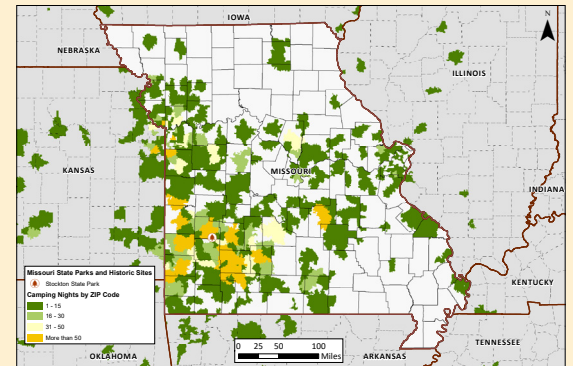 IOWA
N
NEBRASKA
ILLINOIS
KANSAS
MISSOURI
INDIANA
Missouri State Parks and Historic Sites
Stockton State Park
Camping Nights by ZIP Code
1 - 15
16 - 30
31 - 50
More than 50
KENTUCKY
0 25 50 100
Miles
TENNESSEE
OKLAHOMA
ARKANSAS